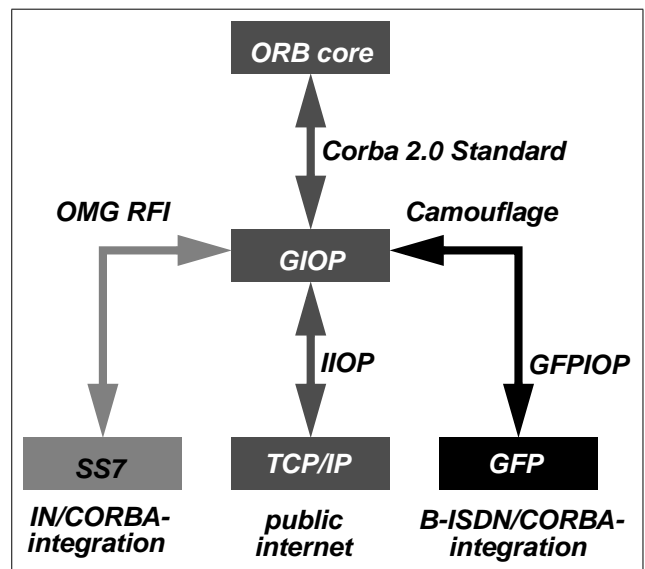 ORB core
Corba 2.0 Standard
OMG RFI
Camouflage
GIOP
IIOP
GFPIOP
SS7
TCP/IP
GFP
IN/CORBA-
integration
public
internet
B-ISDN/CORBA-
integration